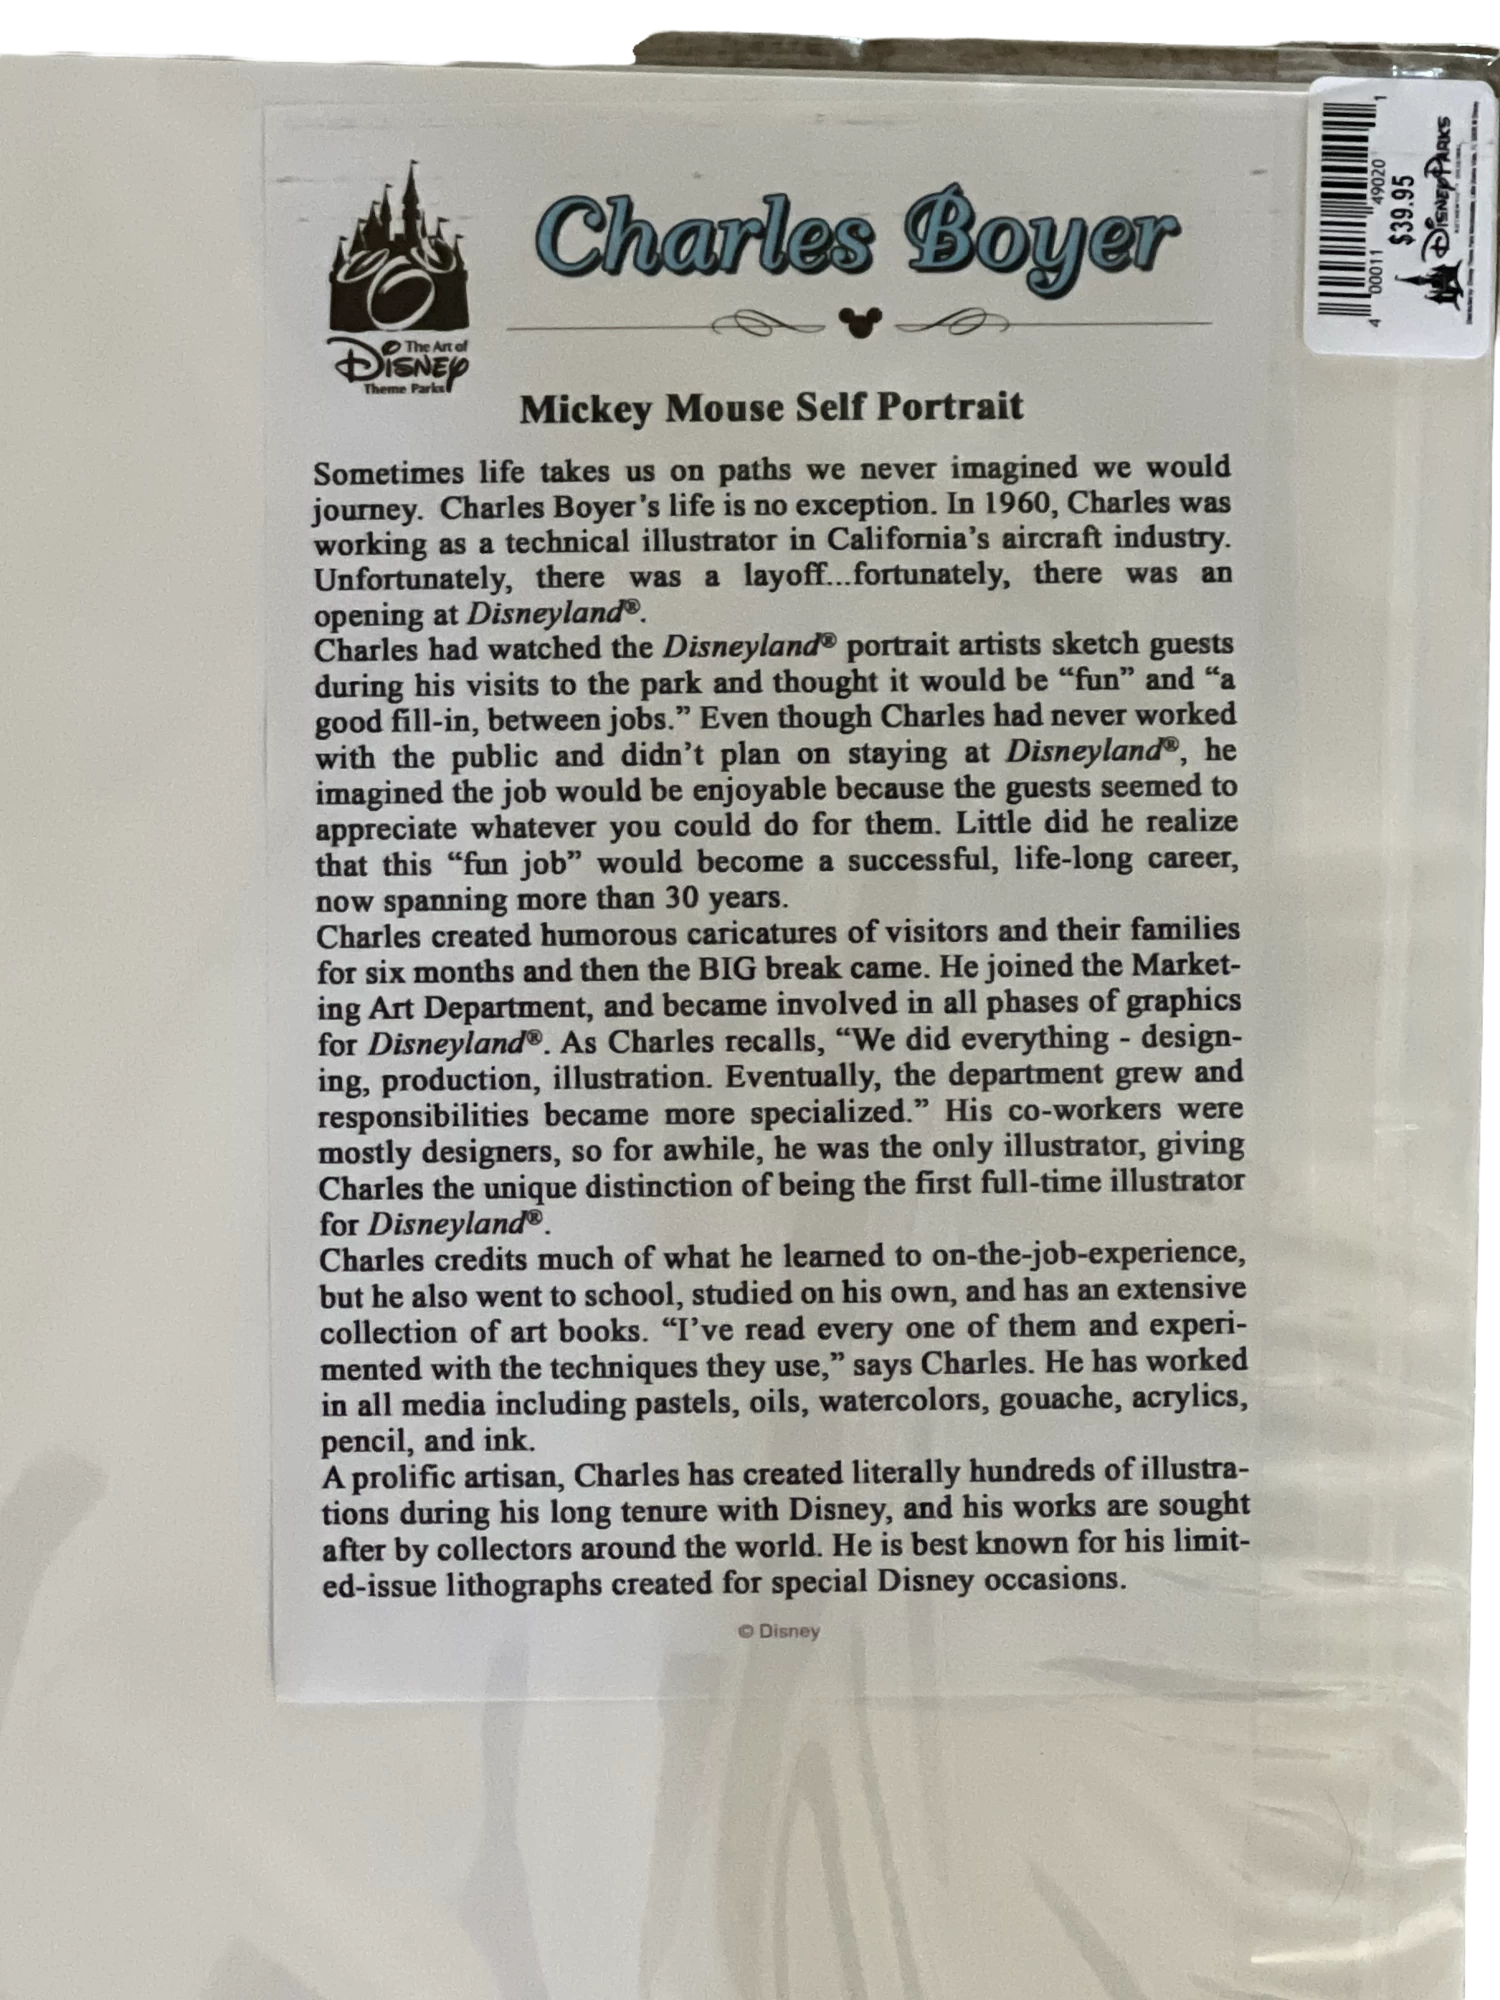 Charles Boyer
The Art of
Disney
Theme Parks
Mickey Mouse Self Portrait
Sometimes life takes us on paths we never imagined we would
journey. Charles Boyer's life is no exception. In 1960, Charles was
working as a technical illustrator in California's aircraft industry.
Unfortunately, there was a layoff...fortunately, there was an
opening at Disneyland®.
Charles had watched the Disneyland® portrait artists sketch guests
during his visits to the park and thought it would be “fun” and “a
good fill-in, between jobs.” Even though Charles had never worked
with the public and didn't plan on staying at Disneyland®, he
imagined the job would be enjoyable because the guests seemed to
appreciate whatever you could do for them. Little did he realize
that this “fun job” would become a successful, life-long career,
now spanning more than 30 years.
Charles created humorous caricatures of visitors and their families
for six months and then the BIG break came. He joined the Market-
ing Art Department, and became involved in all phases of graphics
for Disneyland®. As Charles recalls, “We did everything - design-
ing, production, illustration. Eventually, the department grew and
responsibilities became more specialized.” His co-workers were
mostly designers, so for awhile, he was the only illustrator, giving
Charles the unique distinction of being the first full-time illustrator
for Disneyland®.
Charles credits much of what he learned to on-the-job-experience,
but he also went to school, studied on his own, and has an extensive
collection of art books. “I've read every one of them and experi-
mented with the techniques they use,” says Charles. He has worked
in all media including pastels, oils, watercolors, gouache, acrylics,
pencil, and ink.
A prolific artisan, Charles has created literally hundreds of illustra-
tions during his long tenure with Disney, and his works are sought
after by collectors around the world. He is best known for his limit-
ed-issue lithographs created for special Disney occasions.
© Disney
4 00011 49020 1
$39.95
Disney Parks